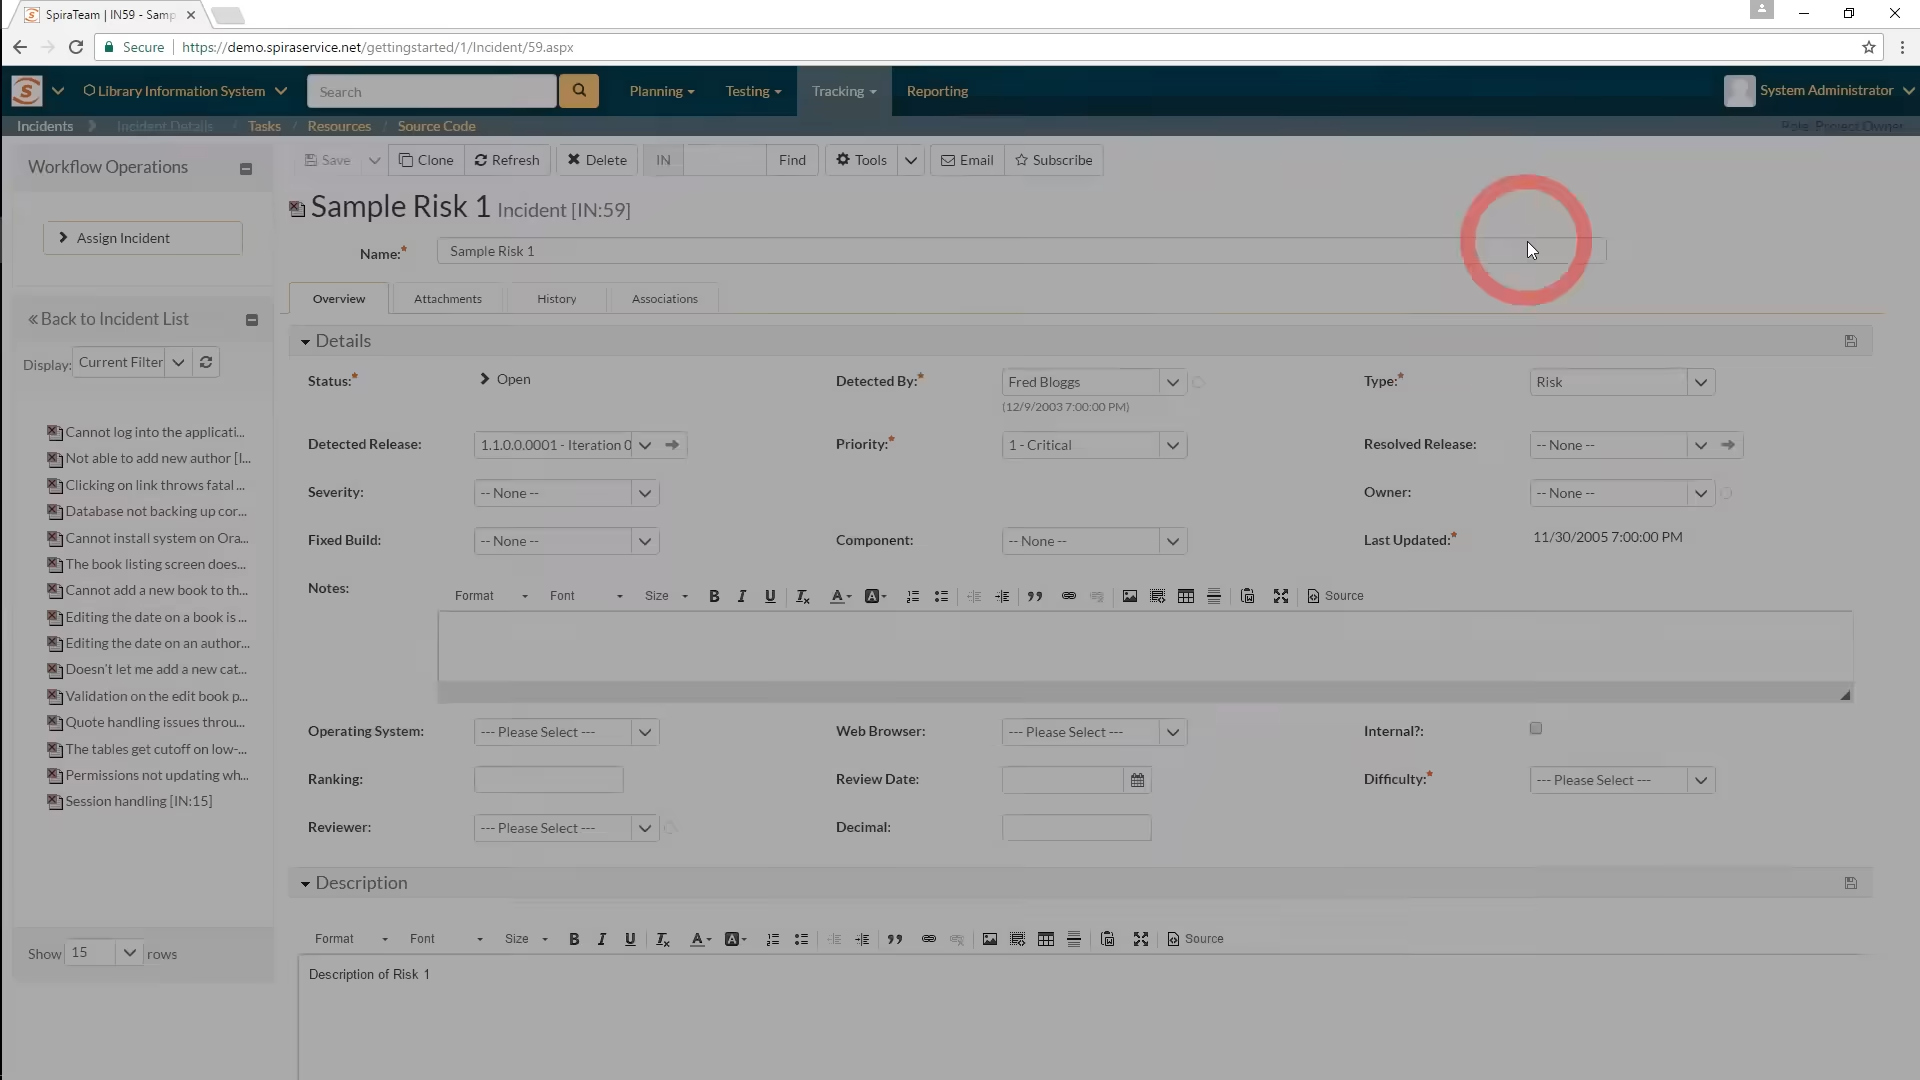 SpiraTeam | IN59 - Samp
Secure https://demo.spiraservice.net/gettingstarted/1/Incident/59.aspx
Library Information System Search Planning Testing Tracking Reporting System Administrator
Incidents Incident Details / Tasks / Resources / Source Code Role: Project Owner
Workflow Operations
Save Clone Refresh Delete IN Find Tools Email Subscribe
Sample Risk 1 Incident [IN:59]
Assign Incident
Name:* Sample Risk 1
Overview Attachments History Associations
«Back to Incident List
Details
Display: Current Filter
Status:* Open Detected By:* Fred Bloggs Type:* Risk
(12/9/2003 7:00:00 PM)
Detected Release: 1.1.0.0.0001 - Iteration 0 Priority:* 1 - Critical Resolved Release: -- None --
Severity: -- None -- Owner: -- None --
Fixed Build: -- None -- Component: -- None -- Last Updated:* 11/30/2005 7:00:00 PM
Notes: Format Font Size B I U Tx A A Source
Cannot log into the applicati...
Not able to add new author [I...
Clicking on link throws fatal ...
Database not backing up cor...
Cannot install system on Ora...
The book listing screen does...
Cannot add a new book to th...
Editing the date on a book is ...
Editing the date on an author...
Doesn't let me add a new cat...
Validation on the edit book p...
Quote handling issues throu...
The tables get cutoff on low-...
Permissions not updating wh...
Session handling [IN:15]
Operating System: --- Please Select --- Web Browser: --- Please Select --- Internal?:
Ranking: Review Date: Difficulty:* --- Please Select ---
Reviewer: --- Please Select --- Decimal:
Description
Format Font Size B I U Tx A A Source
Show 15 rows
Description of Risk 1